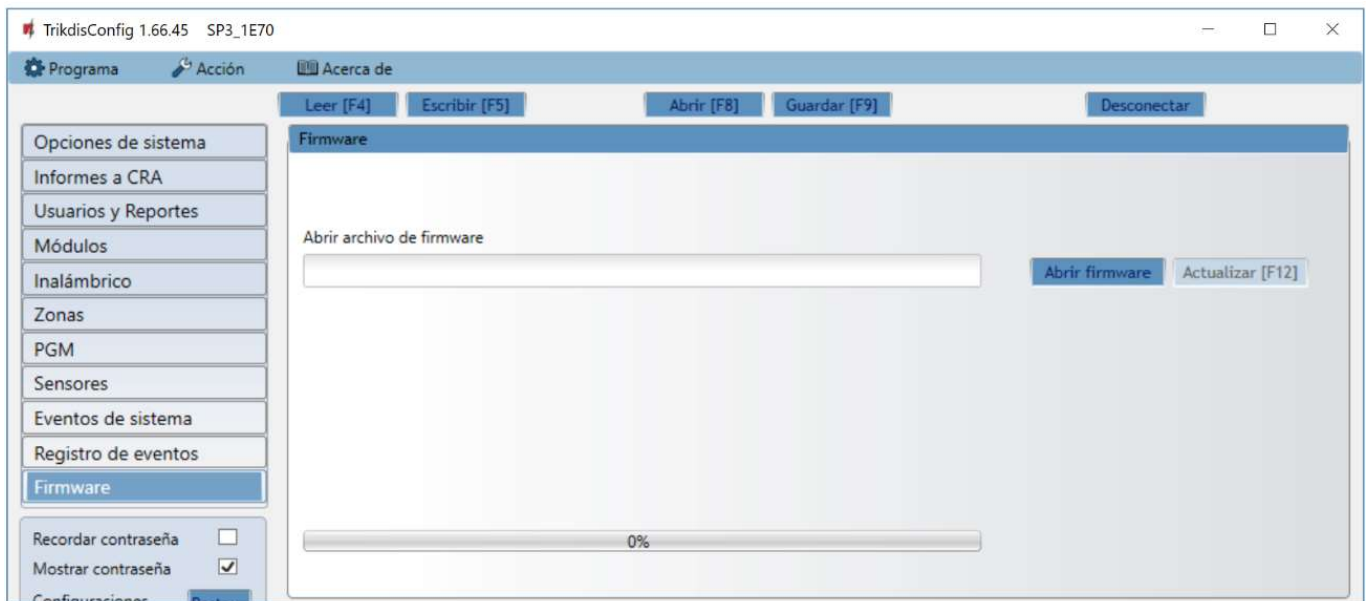 TrikdisConfig 1.66.45 SP3_1E70
Programa Acción Acerca de
Leer [F4] Escribir [F5] Abrir [F8] Guardar [F9] Desconectar
Opciones de sistema
Informes a CRA
Usuarios y Reportes
Módulos
Inalámbrico
Zonas
PGM
Sensores
Eventos de sistema
Registro de eventos
Firmware
Recordar contraseña
Mostrar contraseña
Configuraciones
Firmware
Abrir archivo de firmware
Abrir firmware Actualizar [F12]
0%